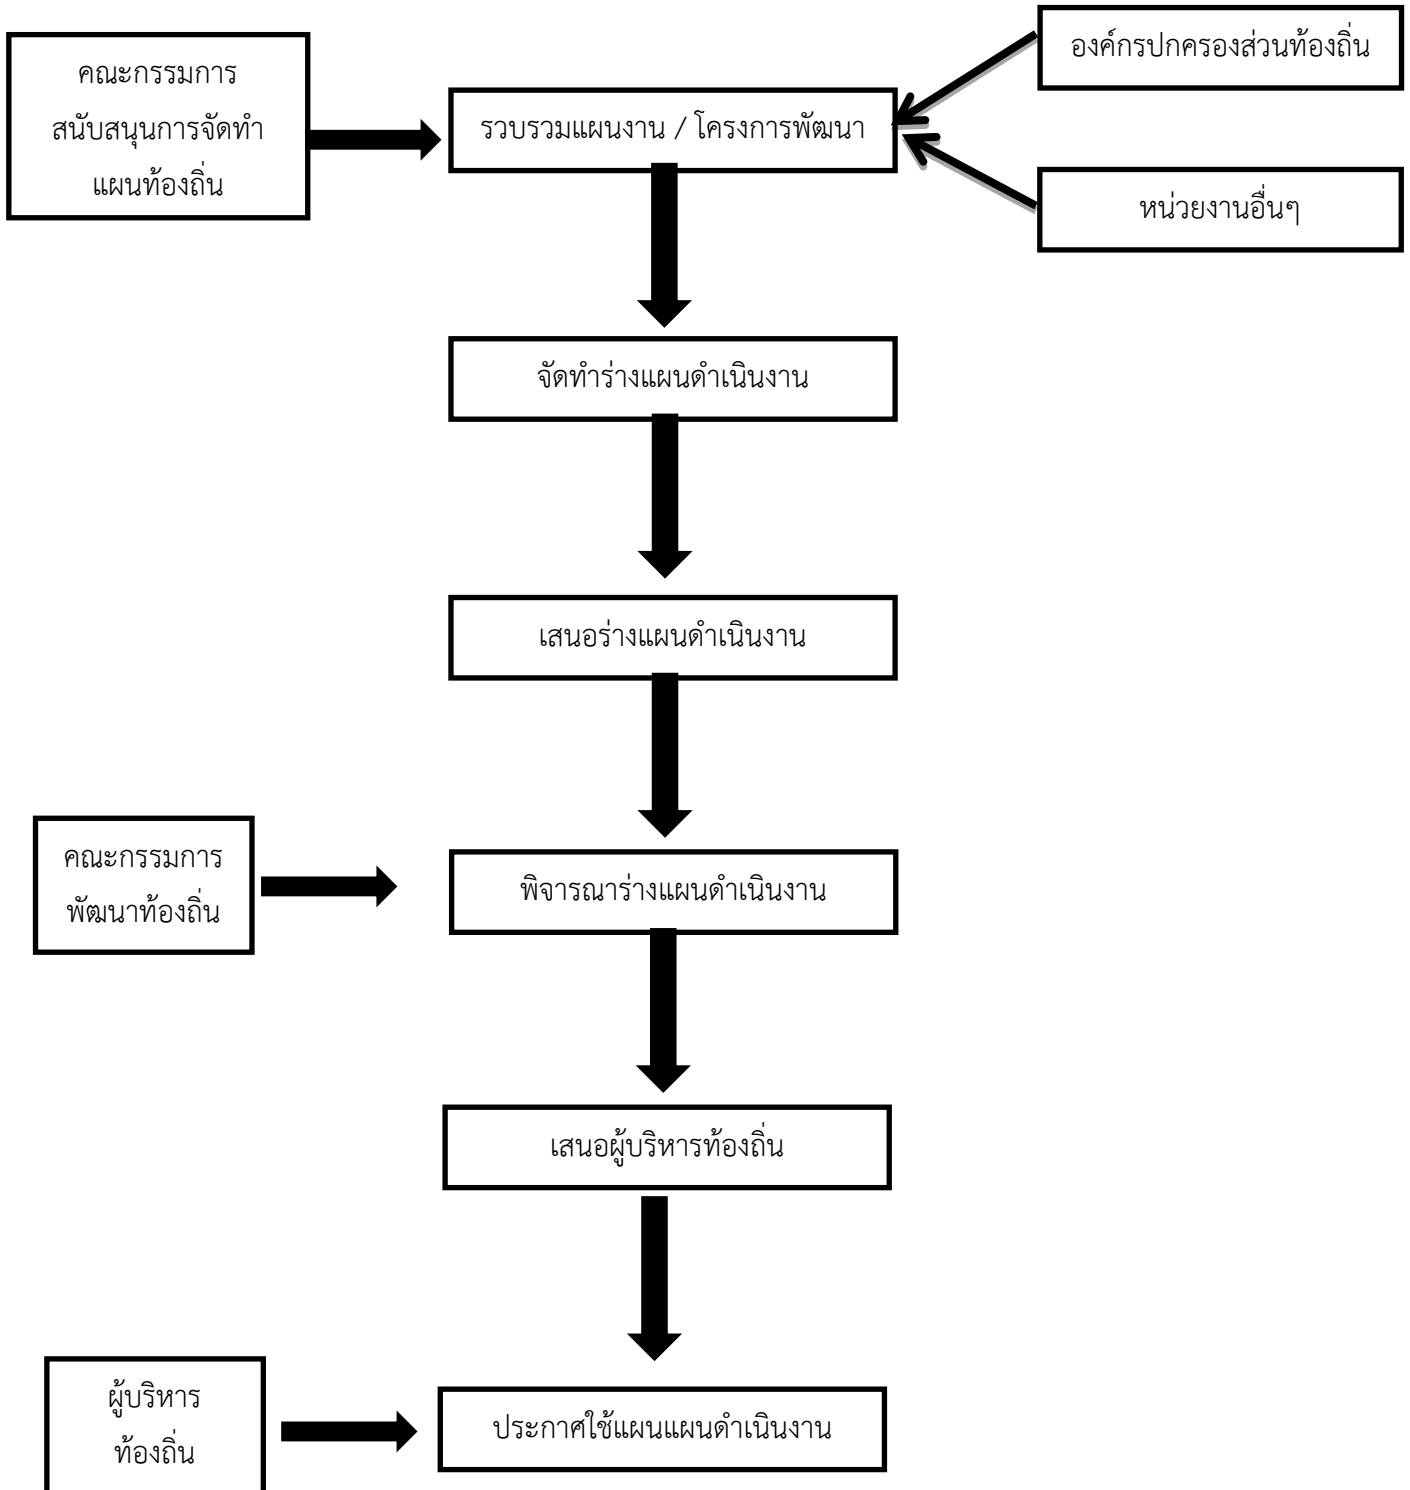 องค์กรปกครองส่วนท้องถิ่น
คณะกรรมการ
สนับสนุนการจัดทำ
แผนท้องถิ่น
รวบรวมแผนงาน / โครงการพัฒนา
หน่วยงานอื่นๆ
จัดทำร่างแผนดำเนินงาน
เสนอร่างแผนดำเนินงาน
คณะกรรมการ
พัฒนาท้องถิ่น
พิจารณาร่างแผนดำเนินงาน
เสนอผู้บริหารท้องถิ่น
ผู้บริหาร
ท้องถิ่น
ประกาศใช้แผนแผนดำเนินงาน